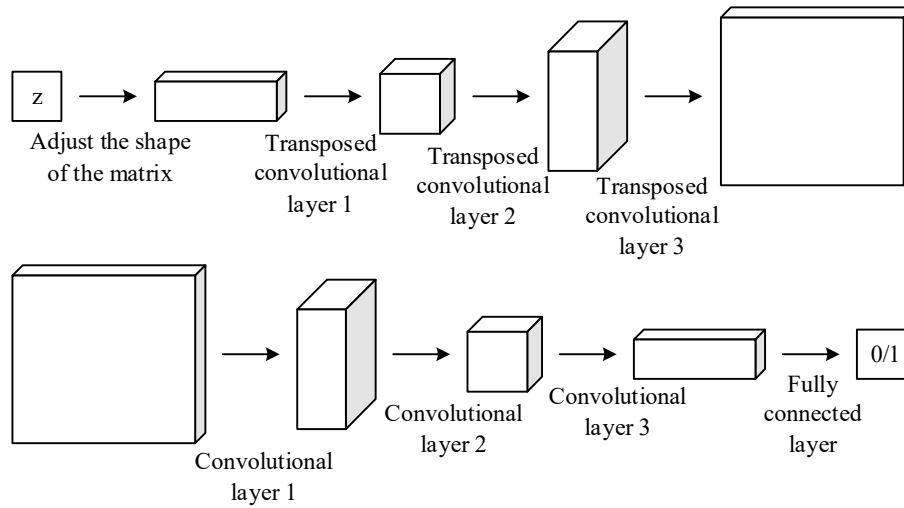 z
Adjust the shape
of the matrix
Transposed
convolutional
layer 1
Transposed
convolutional
layer 2
Transposed
convolutional
layer 3
0/1
Convolutional
layer 1
Convolutional
layer 2
Convolutional
layer 3
Fully
connected
layer